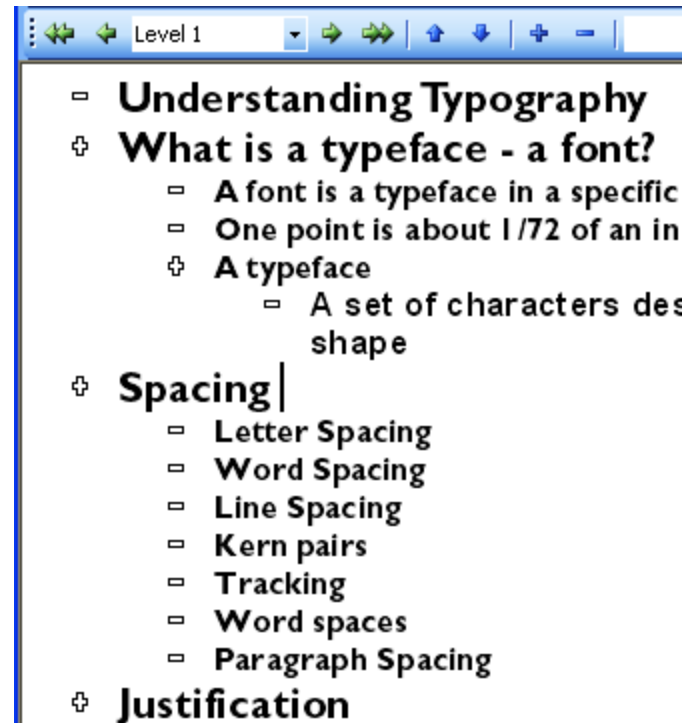 Level 1
Understanding Typography
What is a typeface - a font?
A font is a typeface in a specific
One point is about 1/72 of an in
A typeface
A set of characters des
shape
Spacing
Letter Spacing
Word Spacing
Line Spacing
Kern pairs
Tracking
Word spaces
Paragraph Spacing
Justification